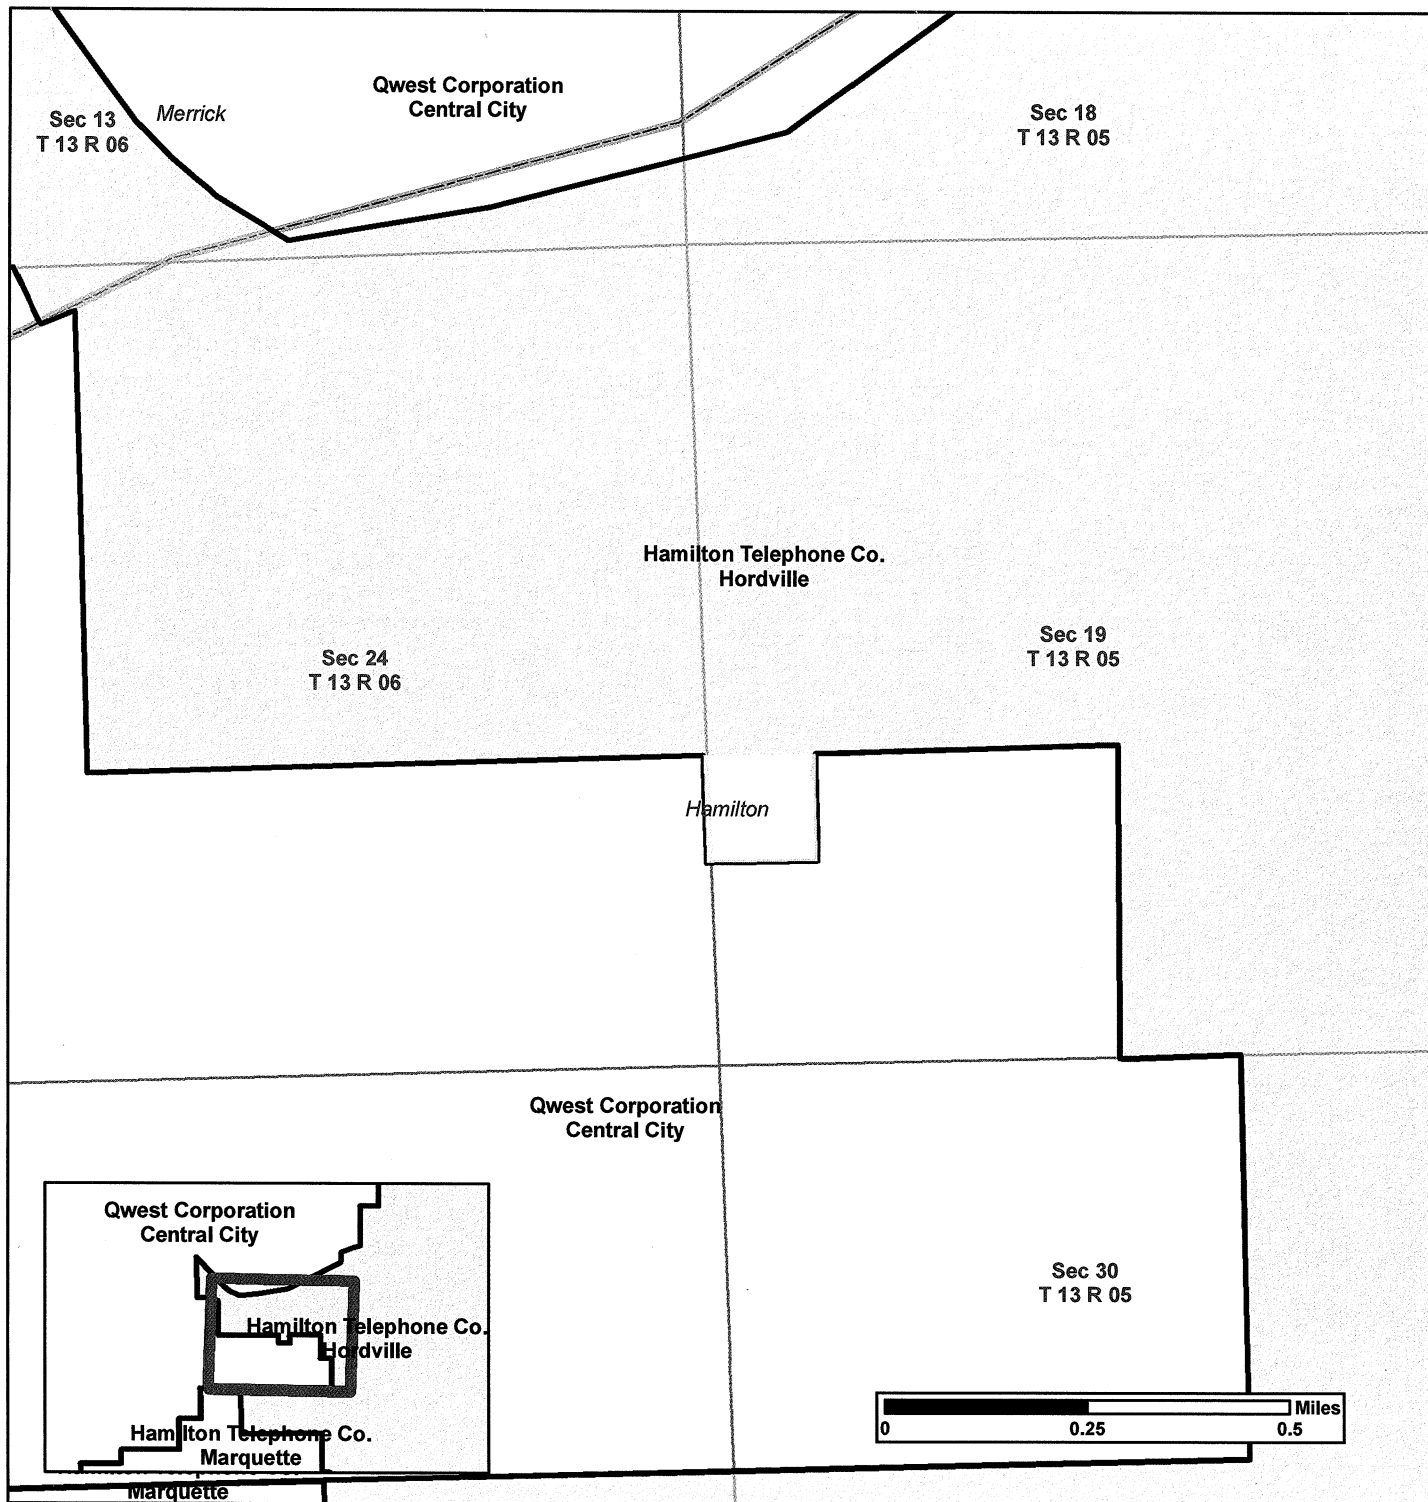 Qwest Corporation
Central City
Merrick
Sec 13
T 13 R 06
Sec 18
T 13 R 05
Hamilton Telephone Co.
Hordville
Sec 19
T 13 R 05
Sec 24
T 13 R 06
Hamilton
Qwest Corporation
Central City
Qwest Corporation
Central City
Sec 30
T 13 R 05
Hamilton Telephone Co.
Hordville
Miles
0 0.25 0.5
Hamilton Telephone Co.
Marquette
Marquette